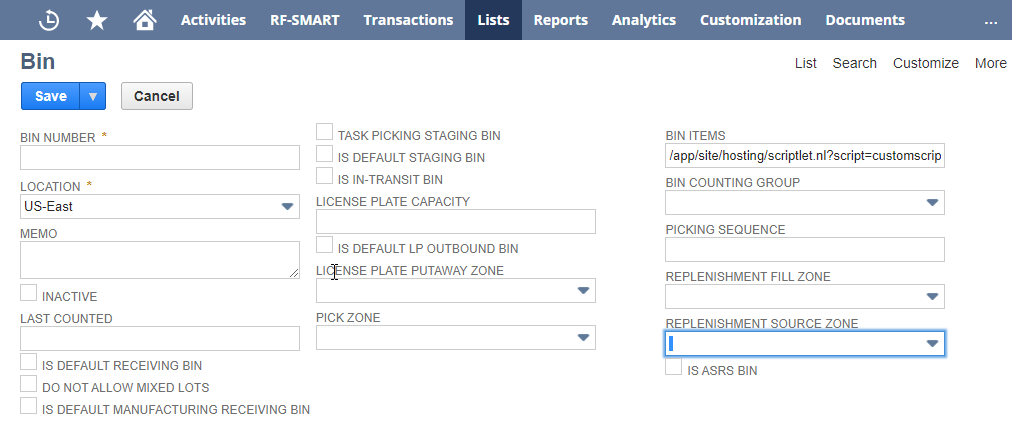 Activities RF-SMART Transactions Lists Reports Analytics Customization Documents ...
Bin
List Search Customize More
Save Cancel
BIN NUMBER *
LOCATION *
US-East
MEMO
INACTIVE
LAST COUNTED
IS DEFAULT RECEIVING BIN
DO NOT ALLOW MIXED LOTS
IS DEFAULT MANUFACTURING RECEIVING BIN
TASK PICKING STAGING BIN
IS DEFAULT STAGING BIN
IS IN-TRANSIT BIN
LICENSE PLATE CAPACITY
IS DEFAULT LP OUTBOUND BIN
LICENSE PLATE PUTAWAY ZONE
PICK ZONE
BIN ITEMS
/app/site/hosting/scriptlet.nl?script=customscrip
BIN COUNTING GROUP
PICKING SEQUENCE
REPLENISHMENT FILL ZONE
REPLENISHMENT SOURCE ZONE
IS ASRS BIN